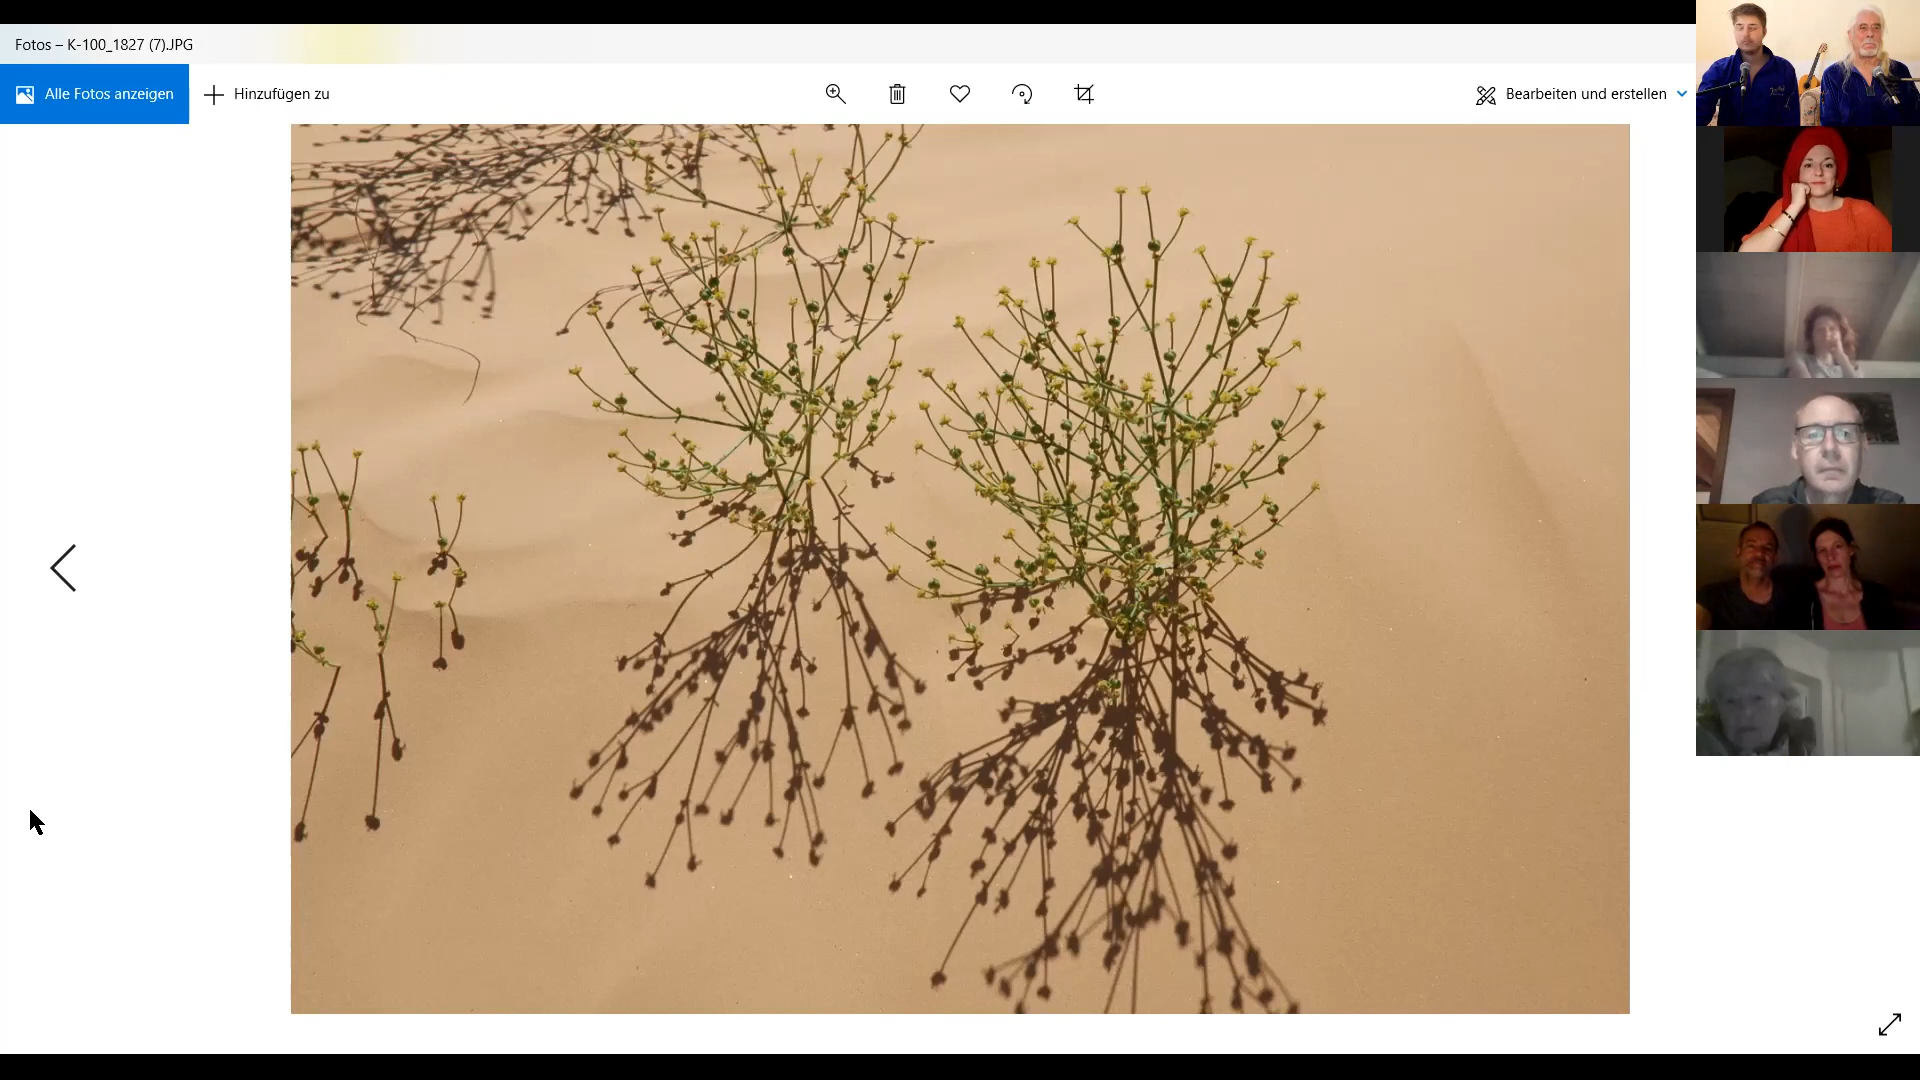 Fotos – K-100_1827 (7).JPG
Alle Fotos anzeigen
Hinzufügen zu
Bearbeiten und erstellen